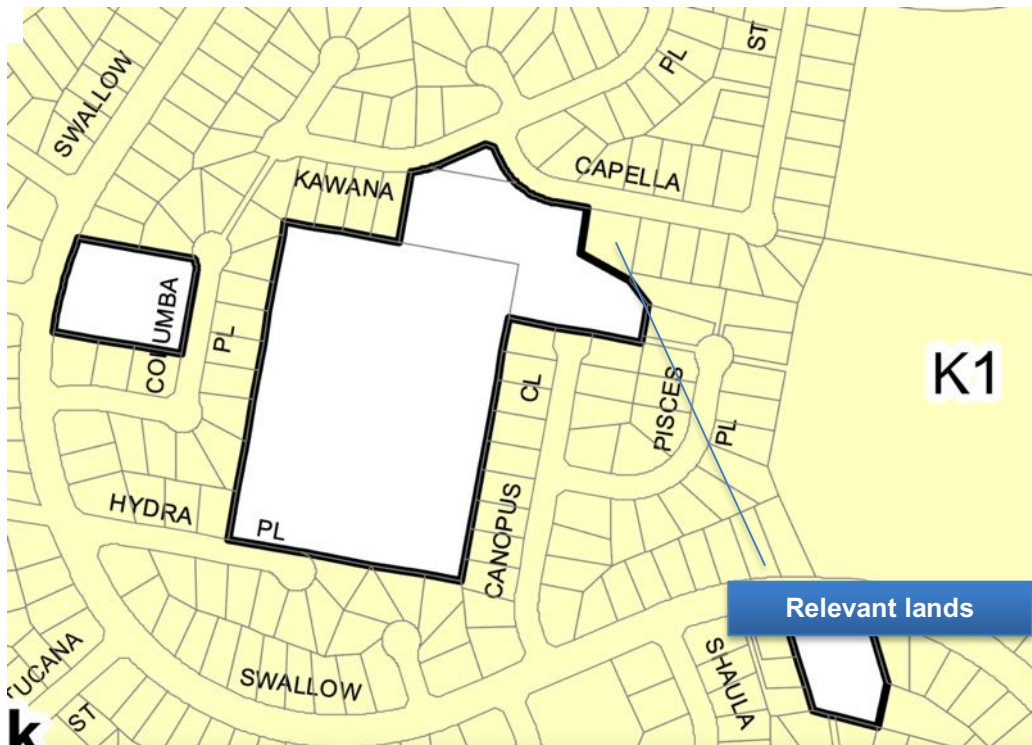 SWALLOW
PL
ST
KAWANA
CAPELLA
COLUMBA
PL
K1
CL
PISCES
PL
HYDRA
PL
CANOPUS
Relevant lands
TUCANA
ST
SWALLOW
SHAULA
k